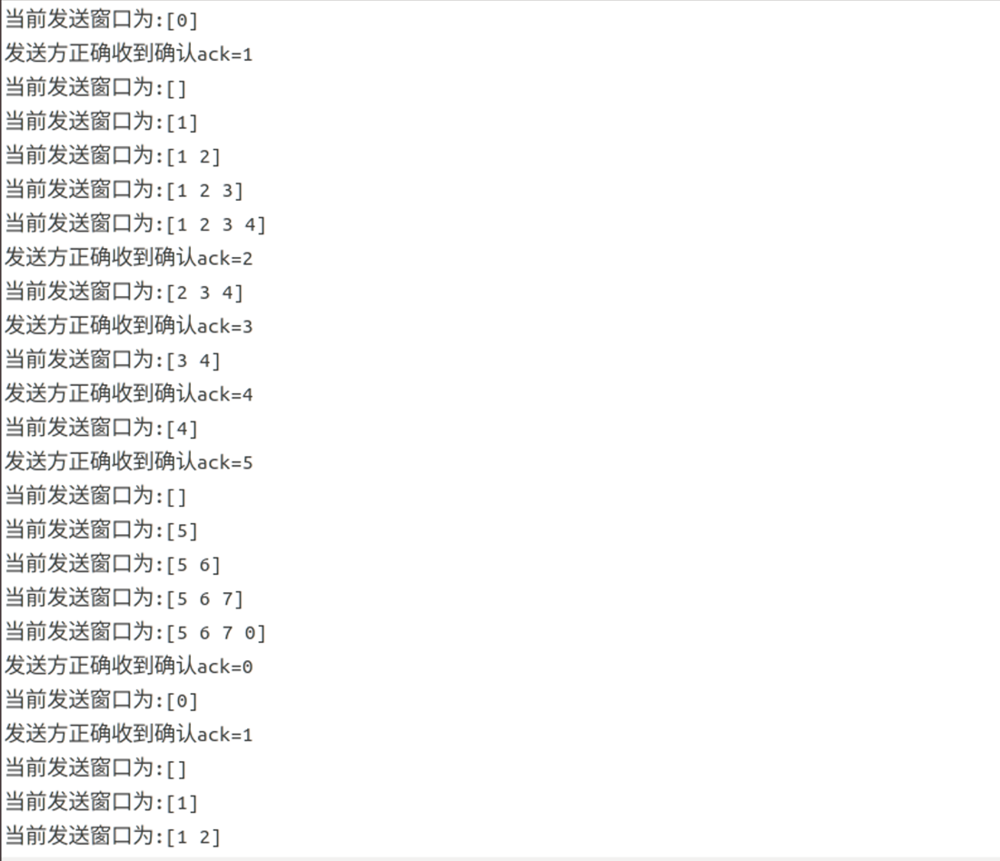 当前发送窗口为:[0]
发送方正确收到确认ack=1
当前发送窗口为:[]
当前发送窗口为:[1]
当前发送窗口为:[1 2]
当前发送窗口为:[1 2 3]
当前发送窗口为:[1 2 3 4]
发送方正确收到确认ack=2
当前发送窗口为:[2 3 4]
发送方正确收到确认ack=3
当前发送窗口为:[3 4]
发送方正确收到确认ack=4
当前发送窗口为:[4]
发送方正确收到确认ack=5
当前发送窗口为:[]
当前发送窗口为:[5]
当前发送窗口为:[5 6]
当前发送窗口为:[5 6 7]
当前发送窗口为:[5 6 7 0]
发送方正确收到确认ack=0
当前发送窗口为:[0]
发送方正确收到确认ack=1
当前发送窗口为:[]
当前发送窗口为:[1]
当前发送窗口为:[1 2]